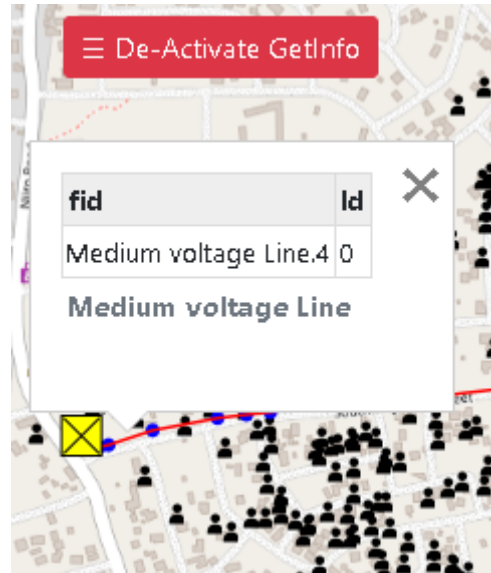 ☰ De-Activate GetInfo
fid Id
Medium voltage Line.4 0
Medium voltage Line